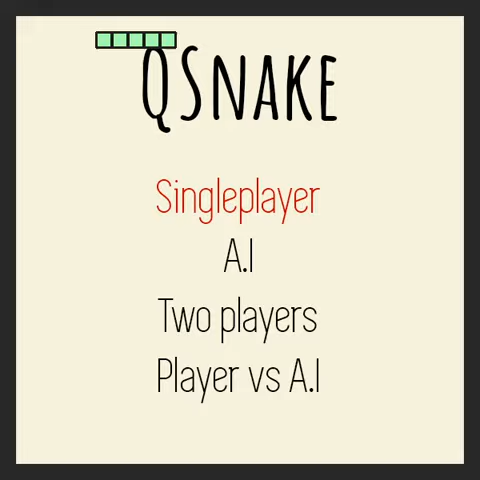 QSnake
Singleplayer
A.I
Two players
Player vs A.I